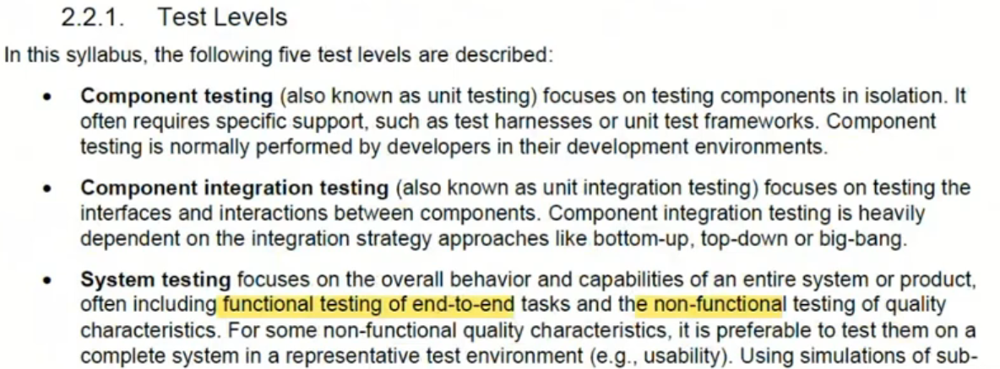 2.2.1. Test Levels
In this syllabus, the following five test levels are described:
• Component testing (also known as unit testing) focuses on testing components in isolation. It
often requires specific support, such as test harnesses or unit test frameworks. Component
testing is normally performed by developers in their development environments.
• Component integration testing (also known as unit integration testing) focuses on testing the
interfaces and interactions between components. Component integration testing is heavily
dependent on the integration strategy approaches like bottom-up, top-down or big-bang.
• System testing focuses on the overall behavior and capabilities of an entire system or product,
often including functional testing of end-to-end tasks and the non-functional testing of quality
characteristics. For some non-functional quality characteristics, it is preferable to test them on a
complete system in a representative test environment (e.g., usability). Using simulations of sub-